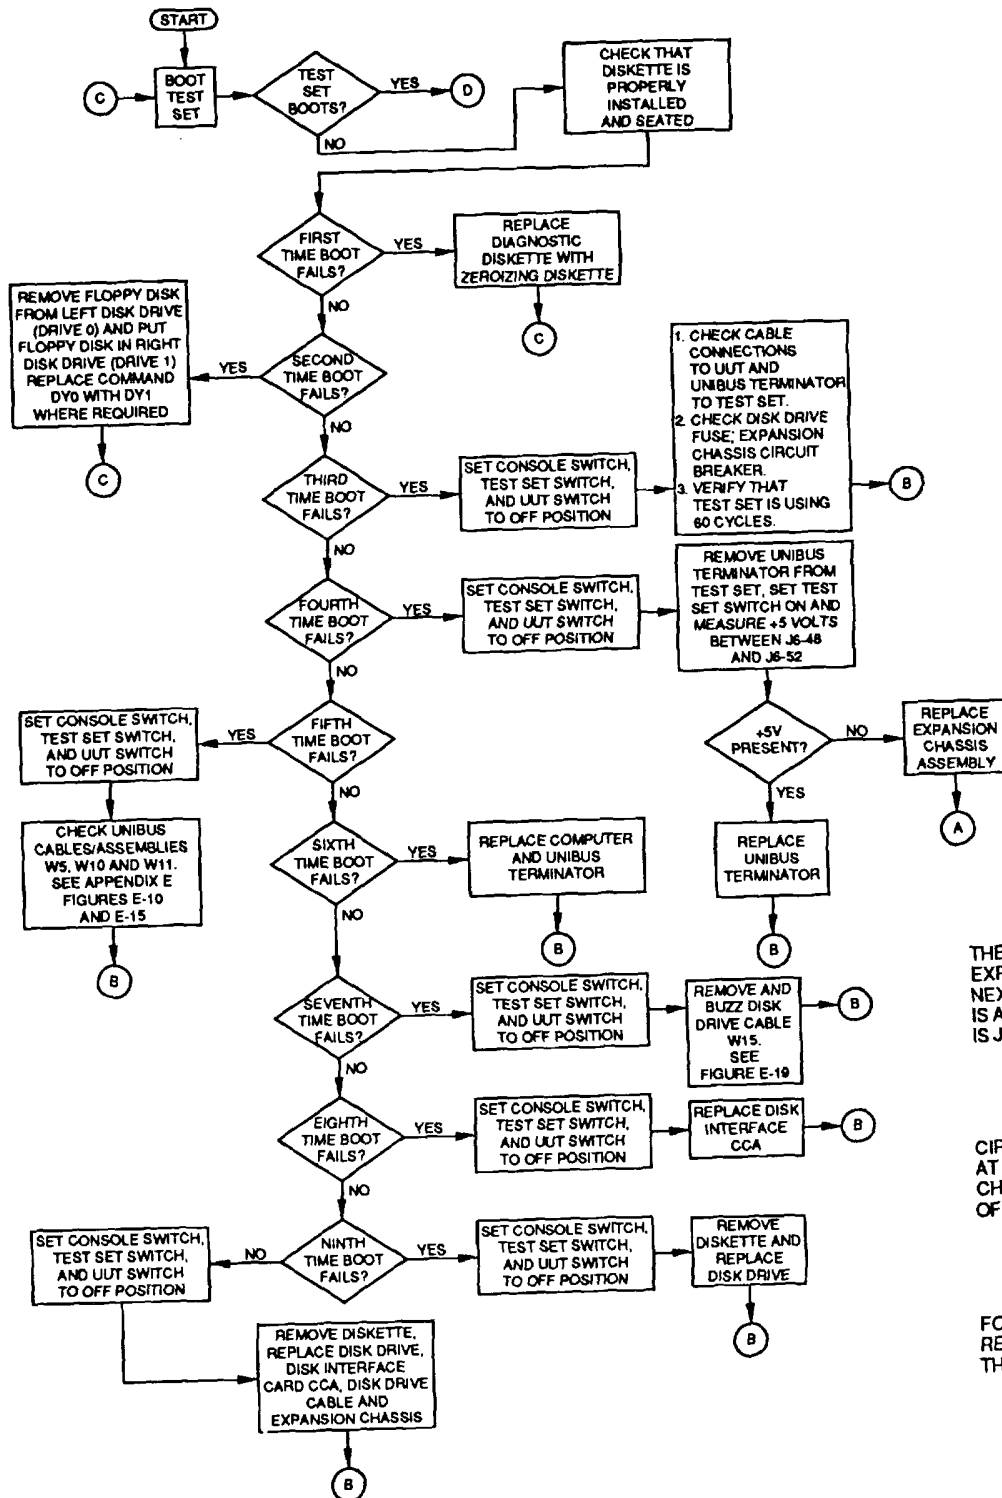 START
C
BOOT
TEST
SET
TEST
SET
BOOTS?
YES
D
NO
CHECK THAT
DISKETTE IS
PROPERLY
INSTALLED
AND SEATED
FIRST
TIME BOOT
FAILS?
YES
REPLACE
DIAGNOSTIC
DISKETTE WITH
ZEROIZING DISKETTE
C
NO
SECOND
TIME BOOT
FAILS?
YES
REMOVE FLOPPY DISK
FROM LEFT DISK DRIVE
(DRIVE 0) AND PUT
FLOPPY DISK IN RIGHT
DISK DRIVE (DRIVE 1)
REPLACE COMMAND
DY0 WITH DY1
WHERE REQUIRED
C
NO
THIRD
TIME BOOT
FAILS?
YES
SET CONSOLE SWITCH,
TEST SET SWITCH,
AND UUT SWITCH
TO OFF POSITION
1. CHECK CABLE
CONNECTIONS
TO UUT AND
UNIBUS TERMINATOR
TO TEST SET.
2. CHECK DISK DRIVE
FUSE; EXPANSION
CHASSIS CIRCUIT
BREAKER.
3. VERIFY THAT
TEST SET IS USING
60 CYCLES.
B
NO
FOURTH
TIME BOOT
FAILS?
YES
SET CONSOLE SWITCH,
TEST SET SWITCH,
AND UUT SWITCH
TO OFF POSITION
REMOVE UNIBUS
TERMINATOR FROM
TEST SET, SET TEST
SET SWITCH ON AND
MEASURE +5 VOLTS
BETWEEN J6-48
AND J6-52
+5V
PRESENT?
NO
REPLACE
EXPANSION
CHASSIS
ASSEMBLY
A
YES
REPLACE
UNIBUS
TERMINATOR
B
NO
FIFTH
TIME BOOT
FAILS?
YES
SET CONSOLE SWITCH,
TEST SET SWITCH,
AND UUT SWITCH
TO OFF POSITION
CHECK UNIBUS
CABLES/ASSEMBLIES
W5, W10 AND W11.
SEE APPENDIX E
FIGURES E-10
AND E-15
B
NO
SIXTH
TIME BOOT
FAILS?
YES
REPLACE COMPUTER
AND UNIBUS
TERMINATOR
B
NO
SEVENTH
TIME BOOT
FAILS?
YES
SET CONSOLE SWITCH,
TEST SET SWITCH,
AND UUT SWITCH
TO OFF POSITION
REMOVE AND
BUZZ DISK
DRIVE CABLE
W15.
SEE
FIGURE E-19
B
NO
EIGHTH
TIME BOOT
FAILS?
YES
SET CONSOLE SWITCH,
TEST SET SWITCH,
AND UUT SWITCH
TO OFF POSITION
REPLACE DISK
INTERFACE
CCA
B
NO
NINTH
TIME BOOT
FAILS?
YES
SET CONSOLE SWITCH,
TEST SET SWITCH,
AND UUT SWITCH
TO OFF POSITION
REMOVE
DISKETTE AND
REPLACE
DISK DRIVE
B
NO
SET CONSOLE SWITCH,
TEST SET SWITCH,
AND UUT SWITCH
TO OFF POSITION
REMOVE DISKETTE,
REPLACE DISK DRIVE,
DISK INTERFACE
CARD CCA, DISK DRIVE
CABLE AND
EXPANSION CHASSIS
B
THE
EXF
NEX
IS A
IS J
CIF
AT
CH
OF
FO
RE
TH